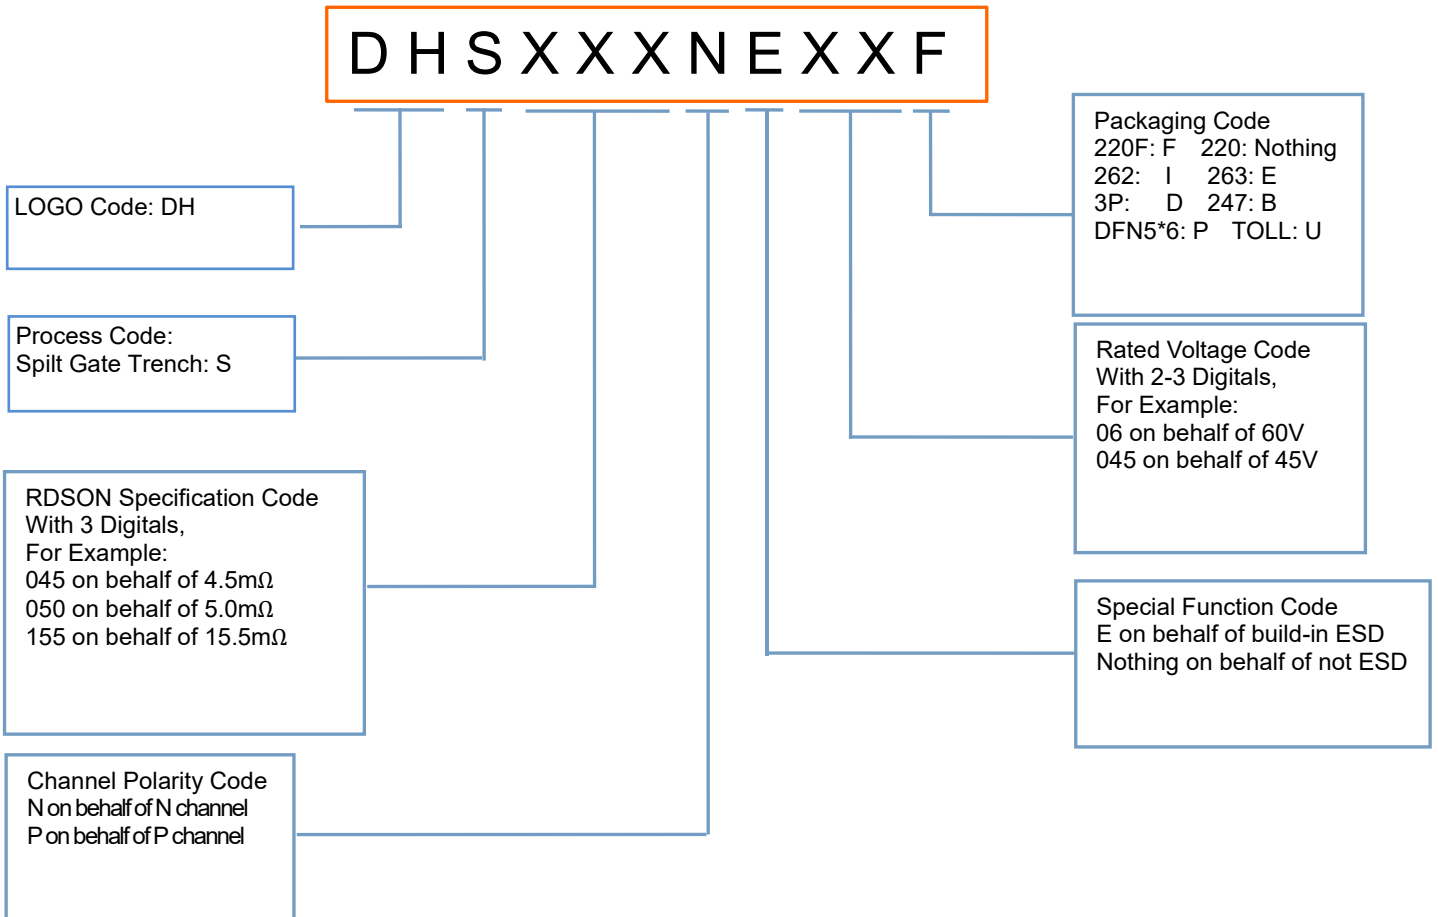 D H S X X X N E X X F
LOGO Code: DH
Process Code:
Spilt Gate Trench: S
RDSON Specification Code
With 3 Digitals,
For Example:
045 on behalf of 4.5mΩ
050 on behalf of 5.0mΩ
155 on behalf of 15.5mΩ
Channel Polarity Code
N on behalf of N channel
P on behalf of P channel
Packaging Code
220F: F 220: Nothing
262: I 263: E
3P: D 247: B
DFN5*6: P TOLL: U
Rated Voltage Code
With 2-3 Digitals,
For Example:
06 on behalf of 60V
045 on behalf of 45V
Special Function Code
E on behalf of build-in ESD
Nothing on behalf of not ESD